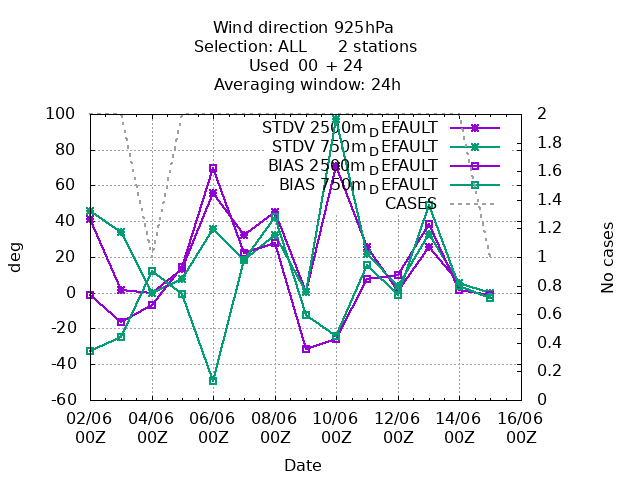 Wind direction 925hPa
Selection: ALL 2 stations
Used 00 + 24
Averaging window: 24h
STDV 2500m_DEFAULT
STDV 750m_DEFAULT
BIAS 2500m_DEFAULT
BIAS 750m_DEFAULT
CASES
deg
100
80
60
40
20
0
-20
-40
-60
No cases
2
1.8
1.6
1.4
1.2
1
0.8
0.6
0.4
0.2
0
02/06 04/06 06/06 08/06 10/06 12/06 14/06 16/06
00Z 00Z 00Z 00Z 00Z 00Z 00Z 00Z
Date